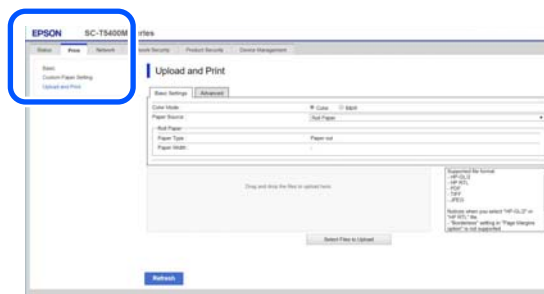 EPSON SC-T5400M eries
Status Print Network work Security Product Security Device Management
Basic
Custom Paper Setting
Upload and Print
Upload and Print
Basic Settings Advanced
Color Mode : Color B&W
Paper Source : Roll Paper
Roll Paper
Paper Type : Paper out
Paper Width : -
Drag and drop the files to upload here.
Supported file format
- HP-GL/2
- HP RTL
- PDF
- TIFF
- JPEG
Notices when you select "HP-GL/2" or
"HP RTL" file
- "Borderless" setting in "Page Margins
option" is not supported
Select Files to Upload
Refresh